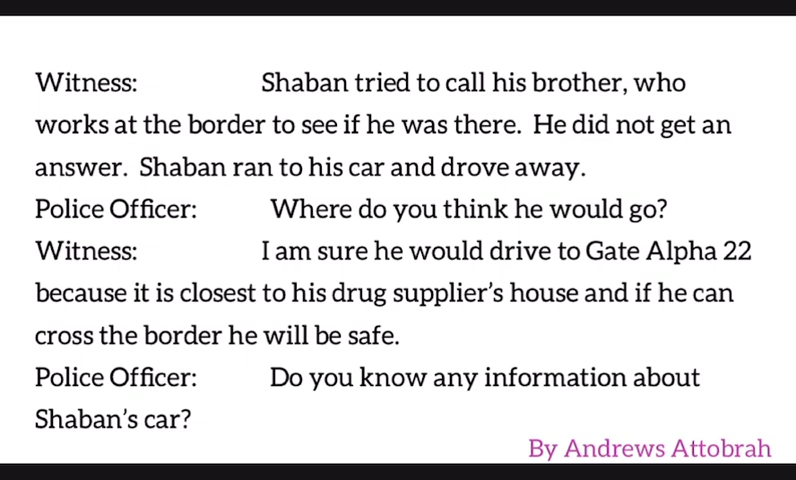 Witness: Shaban tried to call his brother, who
works at the border to see if he was there. He did not get an
answer. Shaban ran to his car and drove away.
Police Officer: Where do you think he would go?
Witness: I am sure he would drive to Gate Alpha 22
because it is closest to his drug supplier's house and if he can
cross the border he will be safe.
Police Officer: Do you know any information about
Shaban's car?
By Andrews Attobrah